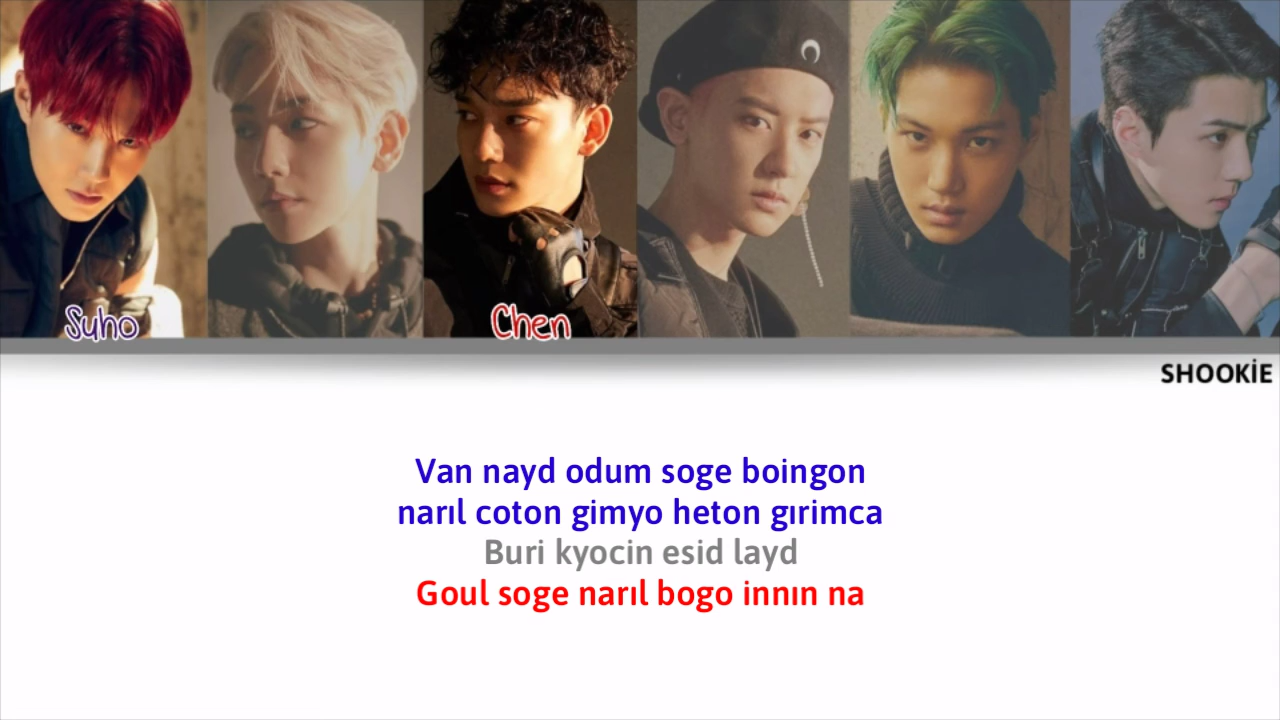 Suho
Chen
SHOOKİE
Van nayd odum soge boingon
narıl coton gimyo heton gırimca
Buri kyocin esid layd
Goul soge narıl bogo innın na